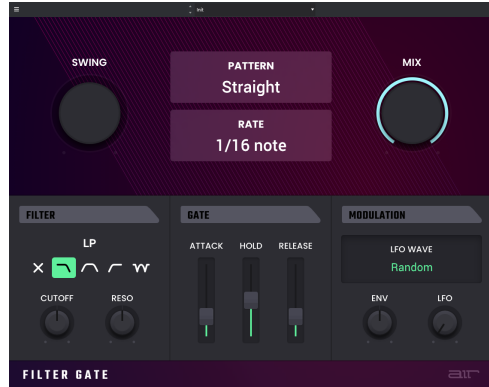 Init
SWING
PATTERN
MIX
Straight
RATE
1/16 note
FILTER
GATE
MODULATION
LP
ATTACK HOLD RELEASE
LFO WAVE
Random
CUTOFF RESO
ENV LFO
FILTER GATE
air